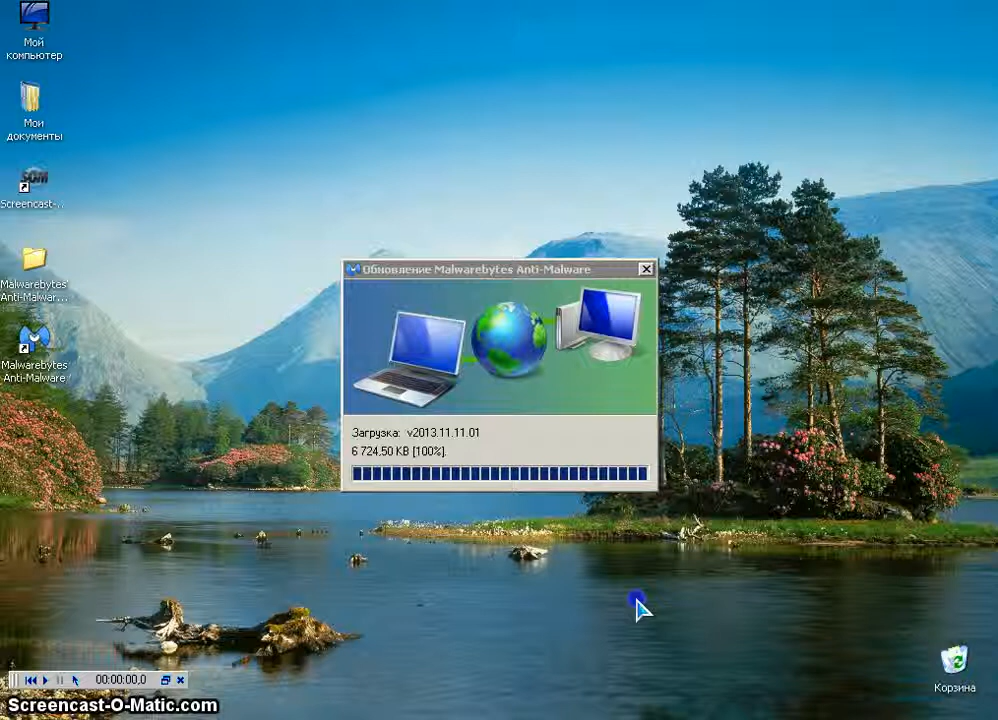 Мой
компьютер
Мои
документы
SOM
Screencast-..
Malwarebytes'
Anti-Malwar...
Malwarebytes
Anti-Malware
Обновление Malwarebytes Anti-Malware
Загрузка: v2013.11.11.01
6 724,50 KB [100%].
Корзина
00:00:00,0
Screencast-O-Matic.com